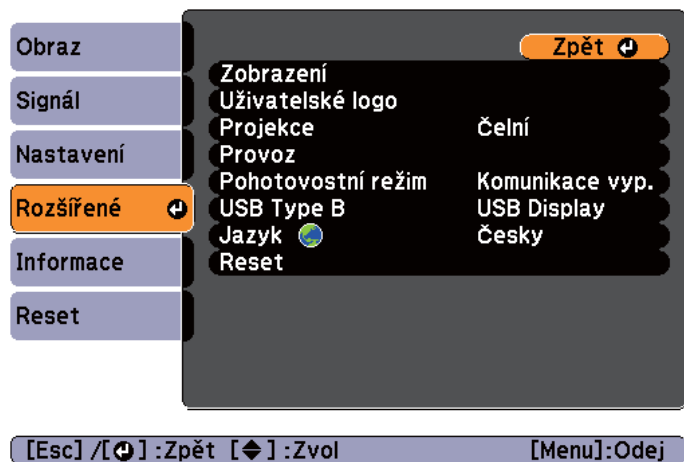 Obraz
Signál
Nastavení
Rozšířené
Informace
Reset
Zpět
Zobrazení
Uživatelské logo
Projekce Čelní
Provoz
Pohotovostní režim Komunikace vyp.
USB Type B USB Display
Jazyk Česky
Reset
[Esc] /[ ] :Zpět [ ] :Zvol [Menu]:Odej